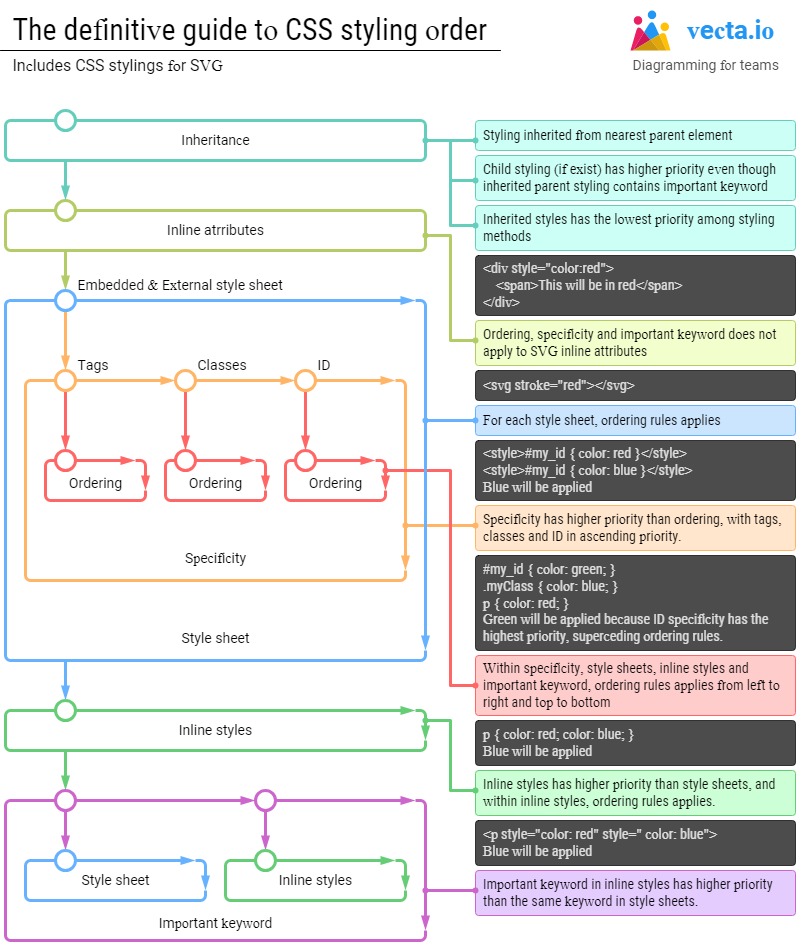 The definitive guide to CSS styling order
Includes CSS stylings for SVG
vecta.io
Diagramming for teams
Inheritance
Styling inherited from nearest parent element
Child styling (if exist) has higher priority even though
inherited parent styling contains important keyword
Inherited styles has the lowest priority among styling
methods
Inline atrributes
<div style="color:red">
<span>This will be in red</span>
</div>
Embedded & External style sheet
Ordering, specificity and important keyword does not
apply to SVG inline attributes
Tags
Classes
ID
<svg stroke="red"></svg>
For each style sheet, ordering rules applies
<style>#my_id { color: red }</style>
<style>#my_id { color: blue }</style>
Blue will be applied
Ordering
Ordering
Ordering
Specificity has higher priority than ordering, with tags,
classes and ID in ascending priority.
Specificity
#my_id { color: green; }
.myClass { color: blue; }
p { color: red; }
Green will be applied because ID specificity has the
highest priority, superceding ordering rules.
Style sheet
Within specificity, style sheets, inline styles and
important keyword, ordering rules applies from left to
right and top to bottom
Inline styles
p { color: red; color: blue; }
Blue will be applied
Inline styles has higher priority than style sheets, and
within inline styles, ordering rules applies.
<p style="color: red" style=" color: blue">
Blue will be applied
Style sheet
Inline styles
Important keyword in inline styles has higher priority
than the same keyword in style sheets.
Important keyword